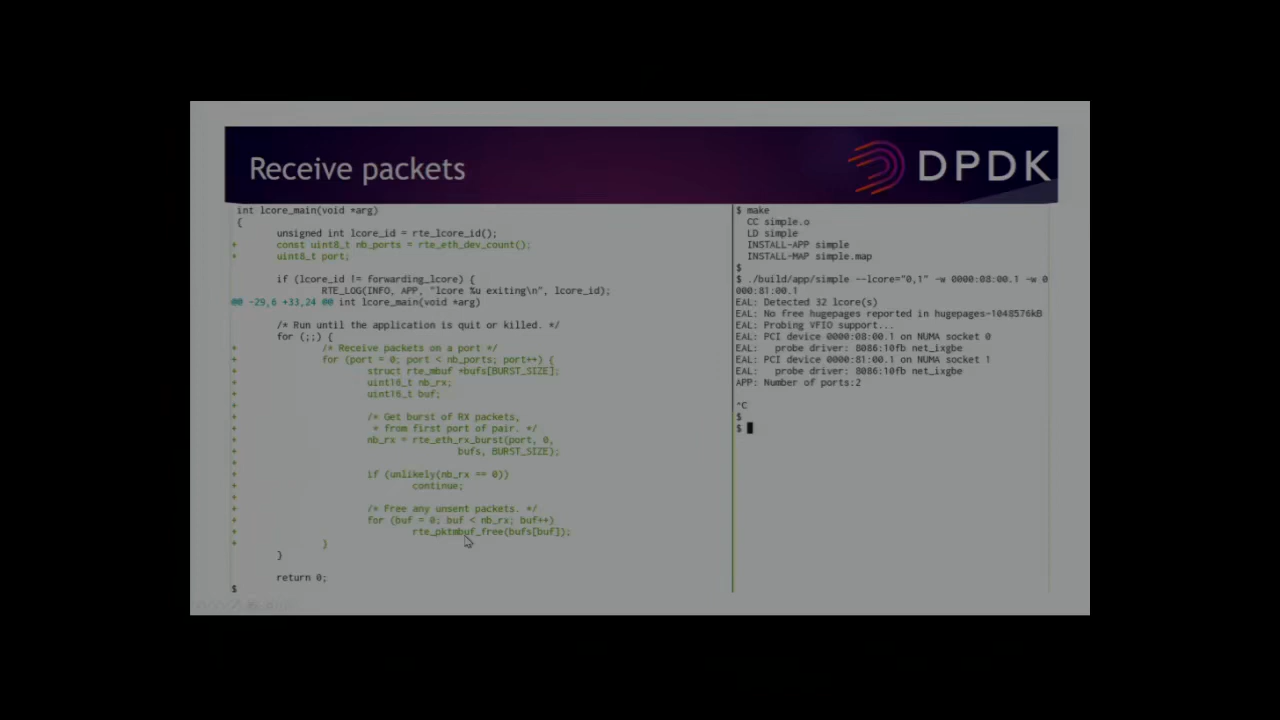 Receive packets
DPDK
int lcore_main(void *arg)
{
unsigned int lcore_id = rte_lcore_id();
+ const uint8_t nb_ports = rte_eth_dev_count();
+ uint8_t port;
if (lcore_id != forwarding_lcore) {
RTE_LOG(INFO, APP, "lcore %u exiting\n", lcore_id);
@@ -29,6 +33,24 @@ int lcore_main(void *arg)
/* Run until the application is quit or killed. */
for (;;) {
+ /* Receive packets on a port */
+ for (port = 0; port < nb_ports; port++) {
+ struct rte_mbuf *bufs[BURST_SIZE];
+ uint16_t nb_rx;
+ uint16_t buf;
+
+ /* Get burst of RX packets,
+ * from first port of pair. */
+ nb_rx = rte_eth_rx_burst(port, 0,
+ bufs, BURST_SIZE);
+
+ if (unlikely(nb_rx == 0))
+ continue;
+
+ /* Free any unsent packets. */
+ for (buf = 0; buf < nb_rx; buf++)
+ rte_pktmbuf_free(bufs[buf]);
+ }
}
return 0;
$
$ make
CC simple.o
LD simple
INSTALL-APP simple
INSTALL-MAP simple.map
$
$ ./build/app/simple --lcore="0,1" -w 0000:08:00.1 -w 0
000:81:00.1
EAL: Detected 32 lcore(s)
EAL: No free hugepages reported in hugepages-1048576kB
EAL: Probing VFIO support...
EAL: PCI device 0000:08:00.1 on NUMA socket 0
EAL: probe driver: 8086:10fb net_ixgbe
EAL: PCI device 0000:81:00.1 on NUMA socket 1
EAL: probe driver: 8086:10fb net_ixgbe
APP: Number of ports:2
^C
$
$